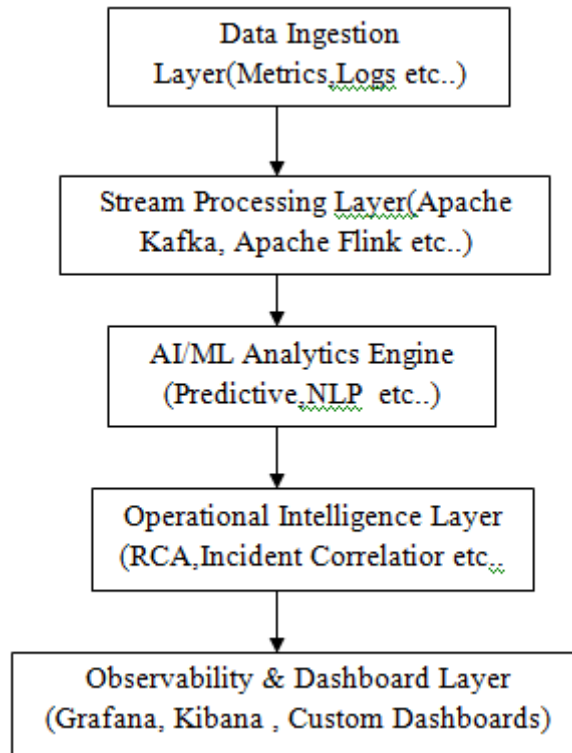 Data Ingestion
Layer(Metrics,Logs etc..)
Stream Processing Layer(Apache
Kafka, Apache Flink etc..)
AI/ML Analytics Engine
(Predictive,NLP etc..)
Operational Intelligence Layer
(RCA,Incident Correlatior etc..
Observability & Dashboard Layer
(Grafana, Kibana , Custom Dashboards)